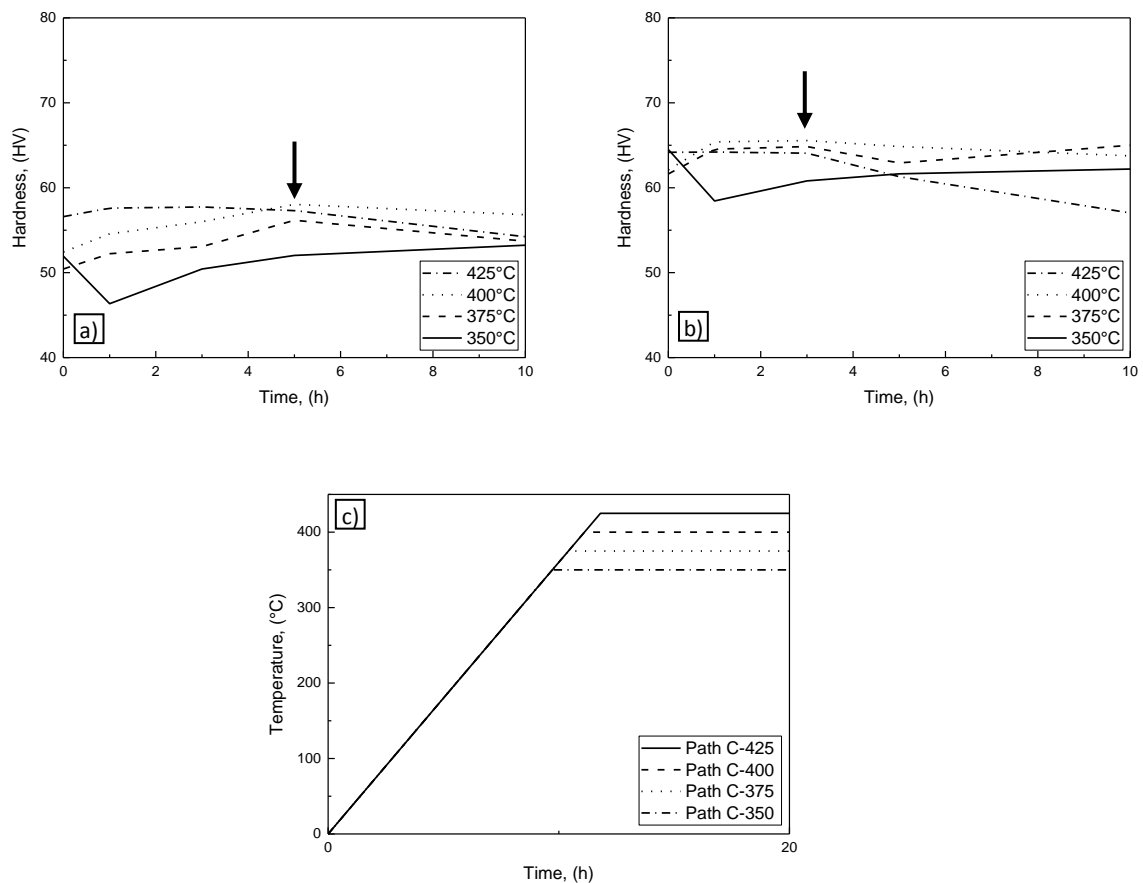 80
70
60
50
40
Hardness, (HV)
425°C
400°C
375°C
350°C
a)
0 2 4 6 8 10
Time, (h)
80
70
60
50
40
Hardness, (HV)
425°C
400°C
375°C
350°C
b)
0 2 4 6 8 10
Time, (h)
c)
400
300
200
100
0
Temperature, (°C)
Path C-425
Path C-400
Path C-375
Path C-350
0 20
Time, (h)